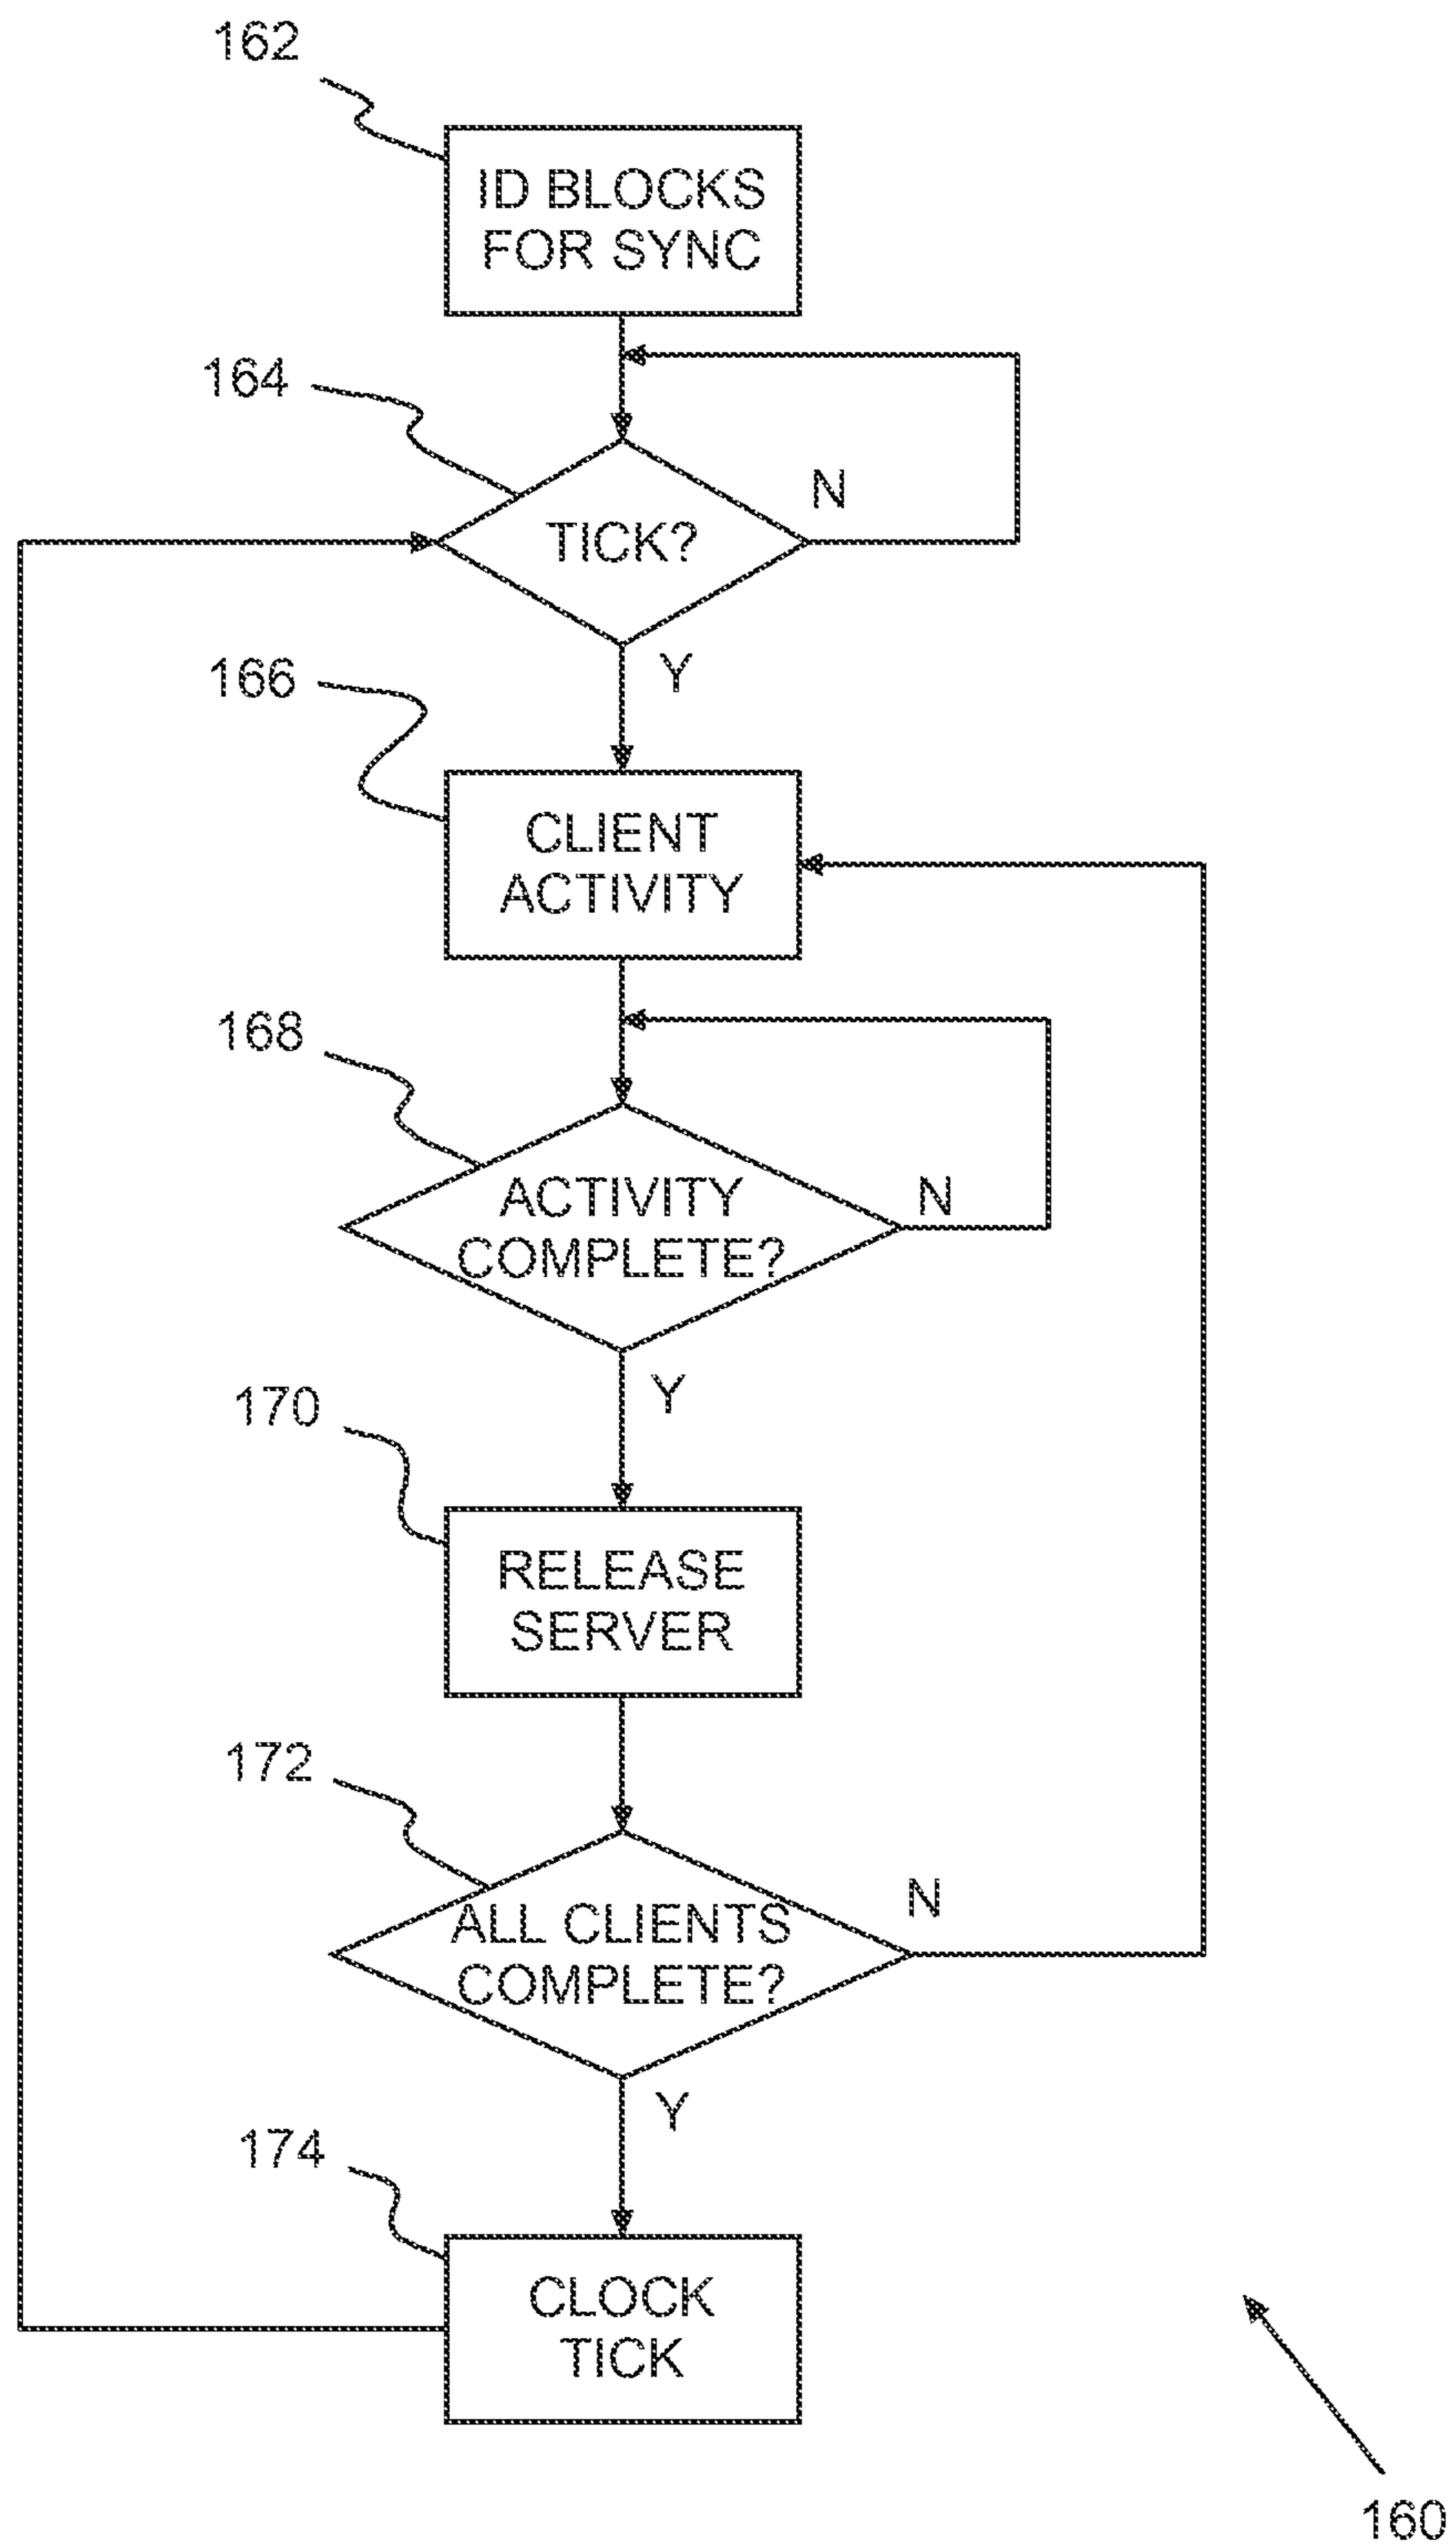 162
ID BLOCKS
FOR SYNC
164
TICK?
N
Y
166
CLIENT
ACTIVITY
168
ACTIVITY
COMPLETE?
N
Y
170
RELEASE
SERVER
172
ALL CLIENTS
COMPLETE?
N
Y
174
CLOCK
TICK
160